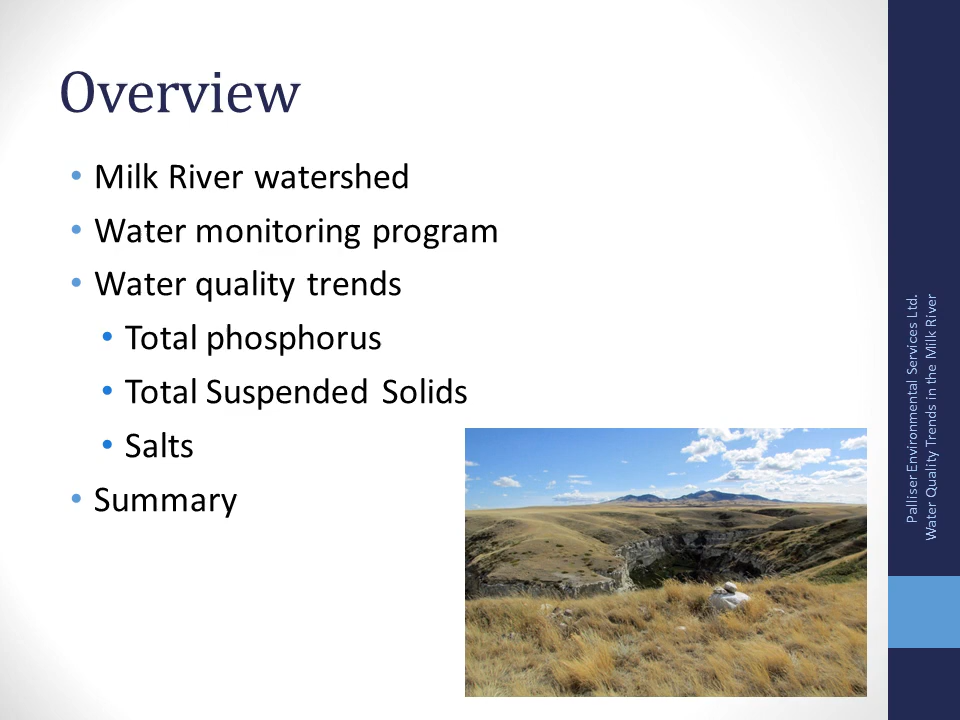 Overview
• Milk River watershed
• Water monitoring program
• Water quality trends
• Total phosphorus
• Total Suspended Solids
• Salts
• Summary
Palliser Environmental Services Ltd.
Water Quality Trends in the Milk River